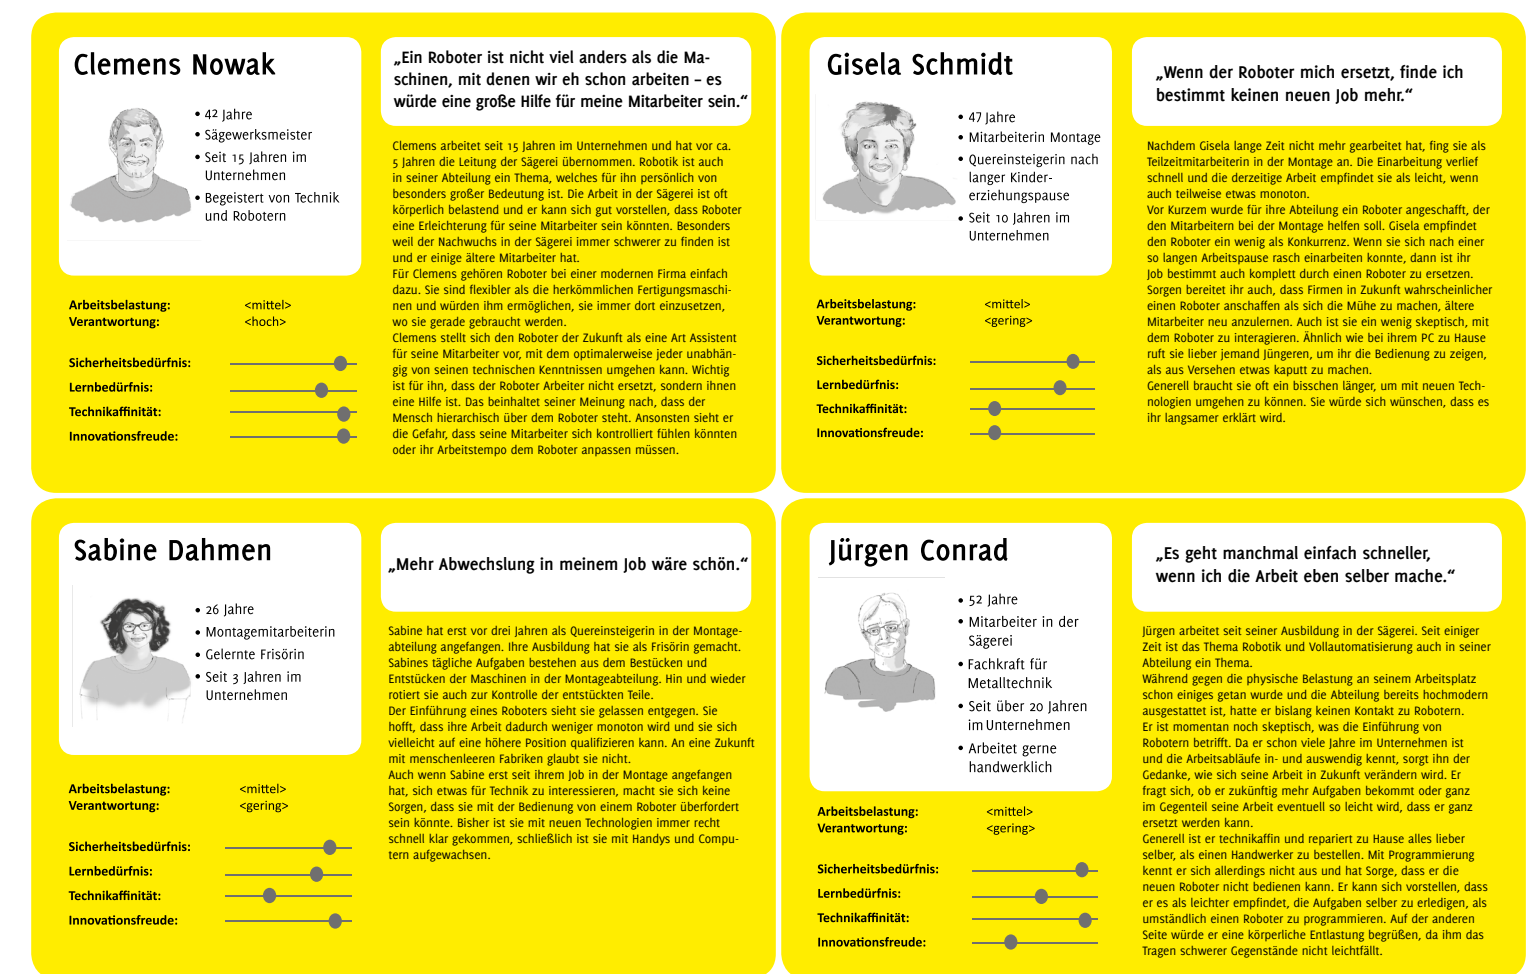 Clemens Nowak
• 42 Jahre
• Sägewerksmeister
• Seit 15 Jahren im
Unternehmen
• Begeistert von Technik
und Robotern
Arbeitsbelastung: <mittel>
Verantwortung: <hoch>
Sicherheitsbedürfnis:
Lernbedürfnis:
Technikaffinität:
Innovationsfreude:
„Ein Roboter ist nicht viel anders als die Ma-
schinen, mit denen wir eh schon arbeiten – es
würde eine große Hilfe für meine Mitarbeiter sein.“
Clemens arbeitet seit 15 Jahren im Unternehmen und hat vor ca.
5 Jahren die Leitung der Sägerei übernommen. Robotik ist auch
in seiner Abteilung ein Thema, welches für ihn persönlich von
besonders großer Bedeutung ist. Die Arbeit in der Sägerei ist oft
körperlich belastend und er kann sich gut vorstellen, dass Roboter
eine Erleichterung für seine Mitarbeiter sein könnten. Besonders
weil der Nachwuchs in der Sägerei immer schwerer zu finden ist
und er einige ältere Mitarbeiter hat.
Für Clemens gehören Roboter bei einer modernen Firma einfach
dazu. Sie sind flexibler als die herkömmlichen Fertigungsmaschi-
nen und würden ihm ermöglichen, sie immer dort einzusetzen,
wo sie gerade gebraucht werden.
Clemens stellt sich den Roboter der Zukunft als eine Art Assistent
für seine Mitarbeiter vor, mit dem optimalerweise jeder unabhän-
gig von seinen technischen Kenntnissen umgehen kann. Wichtig
ist für ihn, dass der Roboter Arbeiter nicht ersetzt, sondern ihnen
eine Hilfe ist. Das beinhaltet seiner Meinung nach, dass der
Mensch hierarchisch über dem Roboter steht. Ansonsten sieht er
die Gefahr, dass seine Mitarbeiter sich kontrolliert fühlen könnten
oder ihr Arbeitstempo dem Roboter anpassen müssen.
Gisela Schmidt
• 47 Jahre
• Mitarbeiterin Montage
• Quereinsteigerin nach
langer Kinder-
erziehungspause
• Seit 10 Jahren im
Unternehmen
Arbeitsbelastung: <mittel>
Verantwortung: <gering>
Sicherheitsbedürfnis:
Lernbedürfnis:
Technikaffinität:
Innovationsfreude:
„Wenn der Roboter mich ersetzt, finde ich
bestimmt keinen neuen Job mehr.“
Nachdem Gisela lange Zeit nicht mehr gearbeitet hat, fing sie als
Teilzeitmitarbeiterin in der Montage an. Die Einarbeitung verlief
schnell und die derzeitige Arbeit empfindet sie als leicht, wenn
auch teilweise etwas monoton.
Vor Kurzem wurde für ihre Abteilung ein Roboter angeschafft, der
den Mitarbeitern bei der Montage helfen soll. Gisela empfindet
den Roboter ein wenig als Konkurrenz. Wenn sie sich nach einer
so langen Arbeitspause rasch einarbeiten konnte, dann ist ihr
Job bestimmt auch komplett durch einen Roboter zu ersetzen.
Sorgen bereitet ihr auch, dass Firmen in Zukunft wahrscheinlicher
einen Roboter anschaffen als sich die Mühe zu machen, ältere
Mitarbeiter neu anzulernen. Auch ist sie ein wenig skeptisch, mit
dem Roboter zu interagieren. Ähnlich wie bei ihrem PC zu Hause
ruft sie lieber jemand Jüngeren, um ihr die Bedienung zu zeigen,
als aus Versehen etwas kaputt zu machen.
Generell braucht sie oft ein bisschen länger, um mit neuen Tech-
nologien umgehen zu können. Sie würde sich wünschen, dass es
ihr langsamer erklärt wird.
Sabine Dahmen
• 26 Jahre
• Montagemitarbeiterin
• Gelernte Frisörin
• Seit 3 Jahren im
Unternehmen
Arbeitsbelastung: <mittel>
Verantwortung: <gering>
Sicherheitsbedürfnis:
Lernbedürfnis:
Technikaffinität:
Innovationsfreude:
„Mehr Abwechslung in meinem Job wäre schön.“
Sabine hat erst vor drei Jahren als Quereinsteigerin in der Montage-
abteilung angefangen. Ihre Ausbildung hat sie als Frisörin gemacht.
Sabines tägliche Aufgaben bestehen aus dem Bestücken und
Entstücken der Maschinen in der Montageabteilung. Hin und wieder
rotiert sie auch zur Kontrolle der entstückten Teile.
Der Einführung eines Roboters sieht sie gelassen entgegen. Sie
hofft, dass ihre Arbeit dadurch weniger monoton wird und sie sich
vielleicht auf eine höhere Position qualifizieren kann. An eine Zukunft
mit menschenleeren Fabriken glaubt sie nicht.
Auch wenn Sabine erst seit ihrem Job in der Montage angefangen
hat, sich etwas für Technik zu interessieren, macht sie sich keine
Sorgen, dass sie mit der Bedienung von einem Roboter überfordert
sein könnte. Bisher ist sie mit neuen Technologien immer recht
schnell klar gekommen, schließlich ist sie mit Handys und Compu-
tern aufgewachsen.
Jürgen Conrad
• 52 Jahre
• Mitarbeiter in der
Sägerei
• Fachkraft für
Metalltechnik
• Seit über 20 Jahren
im Unternehmen
• Arbeitet gerne
handwerklich
Arbeitsbelastung: <mittel>
Verantwortung: <gering>
Sicherheitsbedürfnis:
Lernbedürfnis:
Technikaffinität:
Innovationsfreude:
„Es geht manchmal einfach schneller,
wenn ich die Arbeit eben selber mache.“
Jürgen arbeitet seit seiner Ausbildung in der Sägerei. Seit einiger
Zeit ist das Thema Robotik und Vollautomatisierung auch in seiner
Abteilung ein Thema.
Während gegen die physische Belastung an seinem Arbeitsplatz
schon einiges getan wurde und die Abteilung bereits hochmodern
ausgestattet ist, hatte er bislang keinen Kontakt zu Robotern.
Er ist momentan noch skeptisch, was die Einführung von
Robotern betrifft. Da er schon viele Jahre im Unternehmen ist
und die Arbeitsabläufe in- und auswendig kennt, sorgt ihn der
Gedanke, wie sich seine Arbeit in Zukunft verändern wird. Er
fragt sich, ob er zukünftig mehr Aufgaben bekommt oder ganz
im Gegenteil seine Arbeit eventuell so leicht wird, dass er ganz
ersetzt werden kann.
Generell ist er technikaffin und repariert zu Hause alles lieber
selber, als einen Handwerker zu bestellen. Mit Programmierung
kennt er sich allerdings nicht aus und hat Sorge, dass er die
neuen Roboter nicht bedienen kann. Er kann sich vorstellen, dass
er es als leichter empfindet, die Aufgaben selber zu erledigen, als
umständlich einen Roboter zu programmieren. Auf der anderen
Seite würde er eine körperliche Entlastung begrüßen, da ihm das
Tragen schwerer Gegenstände nicht leichtfällt.